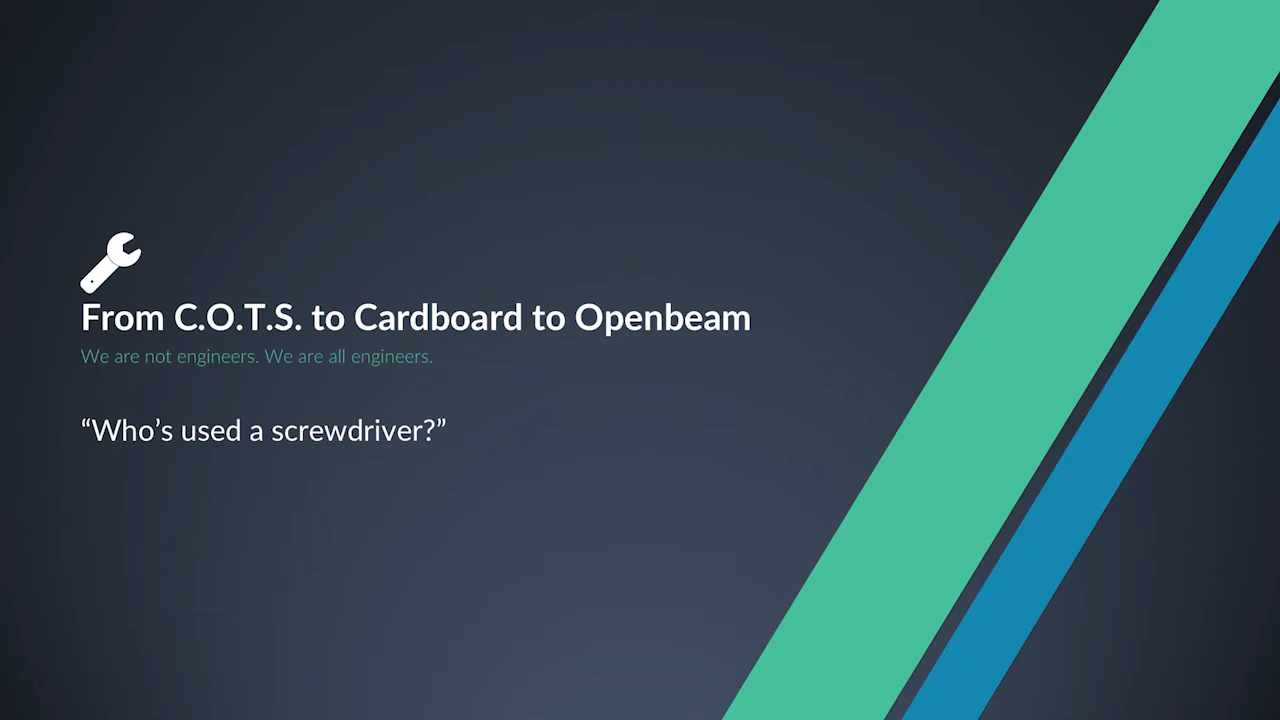 From C.O.T.S. to Cardboard to Openbeam
We are not engineers. We are all engineers.
“Who’s used a screwdriver?”